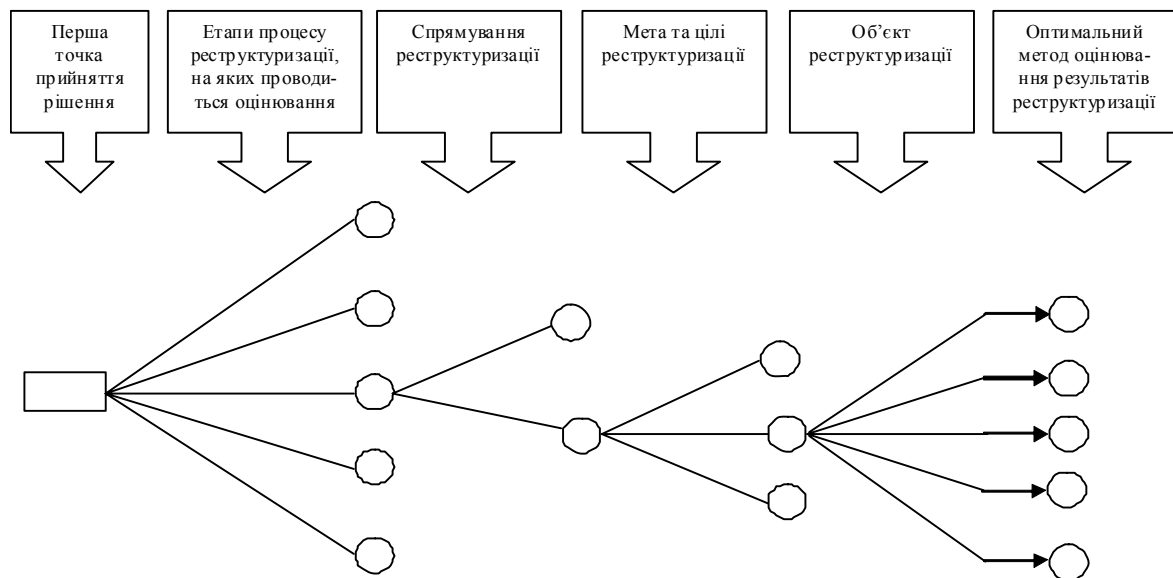 Перша
точка
прийняття
рішення
Етапи процесу
реструктуризації,
на яких проводи-
ться оцінювання
Спрямування
реструктуризації
Мета та цілі
реструктуризації
Об’єкт
реструктуризації
Оптимальний
метод оцінюва-
ння результатів
реструктуризації